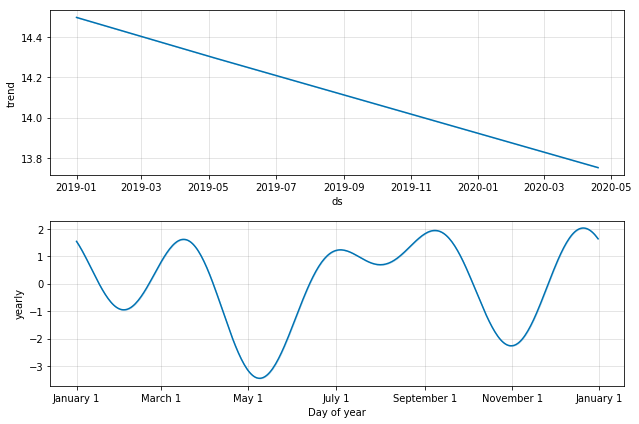 14.4
14.2
14.0
13.8
trend
2019-01 2019-03 2019-05 2019-07 2019-09 2019-11 2020-01 2020-03 2020-05
ds
2
1
0
−1
−2
−3
yearly
January 1 March 1 May 1 July 1 September 1 November 1 January 1
Day of year